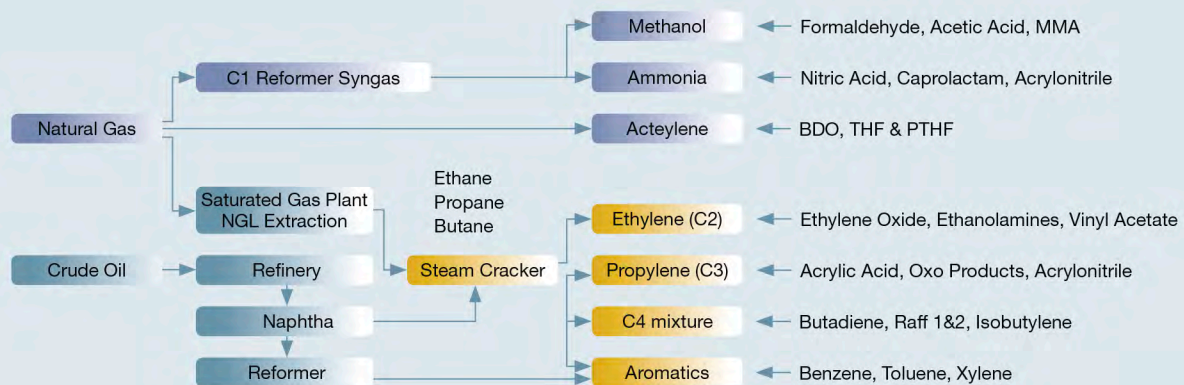 Methanol
Formaldehyde, Acetic Acid, MMA
C1 Reformer Syngas
Ammonia
Nitric Acid, Caprolactam, Acrylonitrile
Natural Gas
Acteylene
BDO, THF & PTHF
Saturated Gas Plant
NGL Extraction
Ethane
Propane
Butane
Ethylene (C2)
Ethylene Oxide, Ethanolamines, Vinyl Acetate
Crude Oil
Refinery
Steam Cracker
Propylene (C3)
Acrylic Acid, Oxo Products, Acrylonitrile
Naphtha
C4 mixture
Butadiene, Raff 1&2, Isobutylene
Reformer
Aromatics
Benzene, Toluene, Xylene